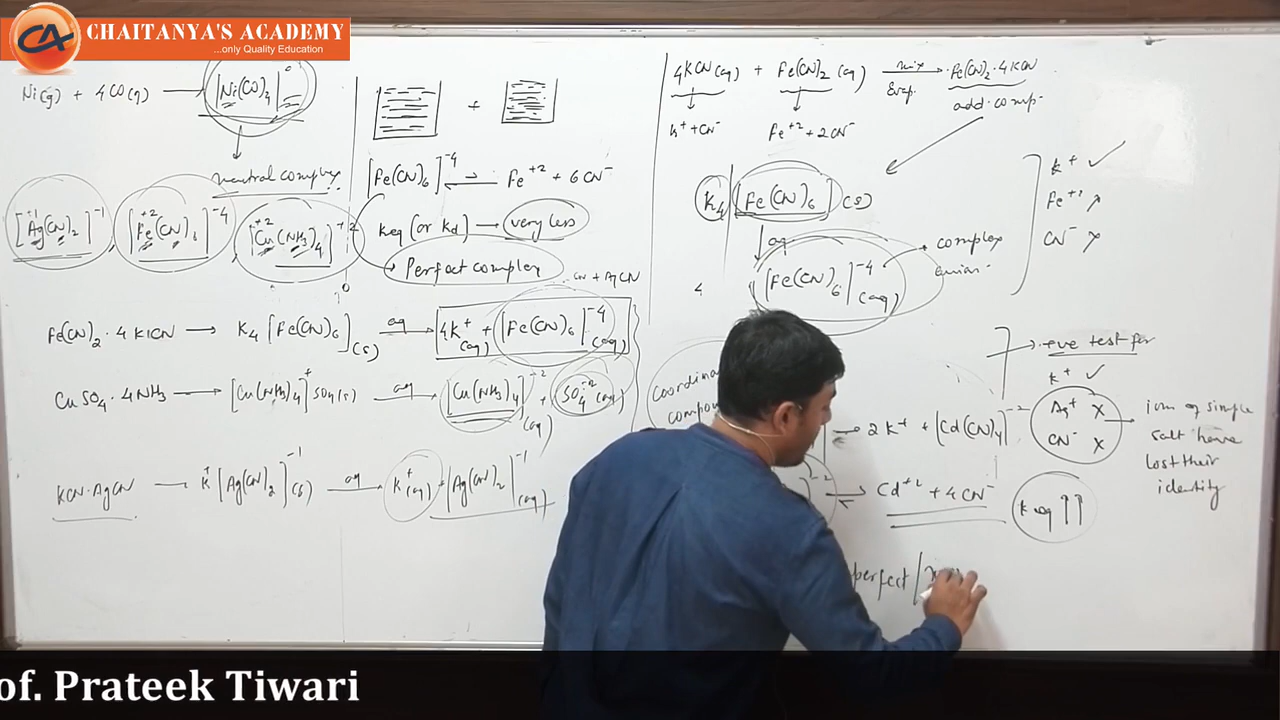 CHAITANYA'S ACADEMY
...only Quality Education
CA
Ni(g) + 4CO(g) → [Ni(CO)4]
neutral complex
[Ag(CN)2]^-1 , [Fe(CN)6]^-4 , [Cu(NH3)4]^+2
Fe(CN)2 · 4KCN → K4[Fe(CN)6](s) —aq→ 4K+(aq) + [Fe(CN)6]^-4(aq)
CuSO4 · 4NH3 → [Cu(NH3)4]SO4(s) —aq→ [Cu(NH3)4]^+2(aq) + SO4^-2(aq)
KCN · AgCN → K+[Ag(CN)2]^-1(s) —aq→ K+(aq) + [Ag(CN)2]^-1(aq)
+
[Fe(CN)6]^-4 ⇌ Fe^+2 + 6CN^-
Keq (or Kd) → very less
→ Perfect complex
CN + AgCN
4KCN(aq) + Fe(CN)2(aq) —mix Evap.→ Fe(CN)2 · 4KCN
add. comp.
K+ + CN^- Fe^+2 + 2CN^-
K4[Fe(CN)6](s)
aq
[Fe(CN)6]^-4(aq) → complex
anion.
K+ ✓
Fe^+2 ✗
CN^- ✗
→ +ve test for
K+ ✓
Ag+ ✗
CN^- ✗
→ ions of simple
salt have
lost their
identity
⇌ 2K+ + [Cd(CN)4]^-2
⇌ Cd^+2 + 4CN^-
Keq ↑↑
perfect
of. Prateek Tiwari